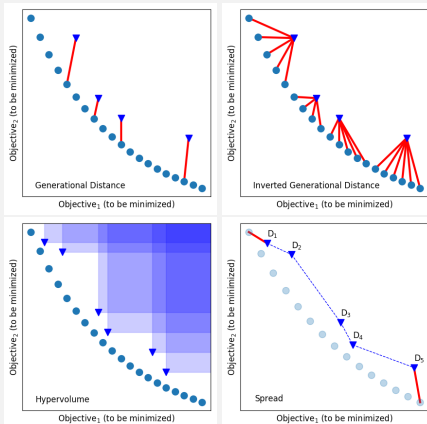 Objective₂ (to be minimized)
Generational Distance
Objective₁ (to be minimized)
Objective₂ (to be minimized)
Inverted Generational Distance
Objective₁ (to be minimized)
Objective₂ (to be minimized)
Hypervolume
Objective₁ (to be minimized)
Objective₂ (to be minimized)
D₁
D₂
D₃
D₄
D₅
Spread
Objective₁ (to be minimized)